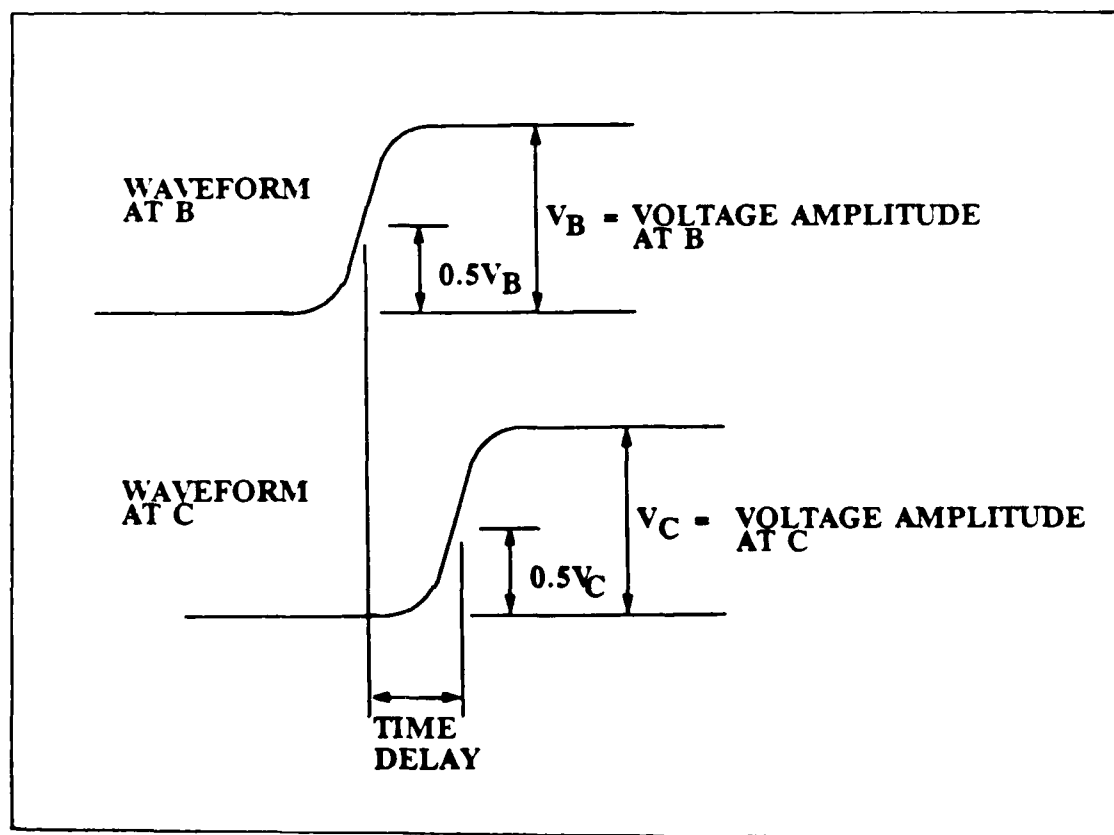 WAVEFORM
AT B
VB = VOLTAGE AMPLITUDE
AT B
0.5VB
WAVEFORM
AT C
VC = VOLTAGE AMPLITUDE
AT C
0.5VC
TIME
DELAY